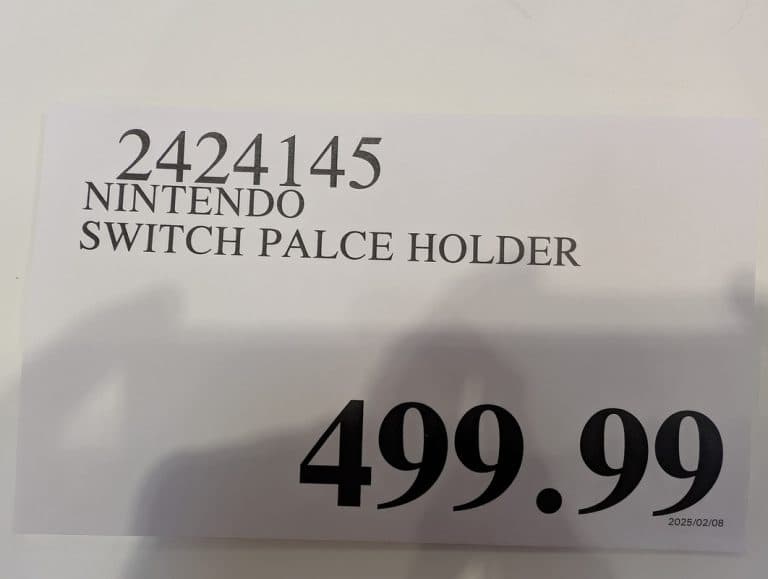 2424145
NINTENDO
SWITCH PALCE HOLDER
499.99
2025/02/08